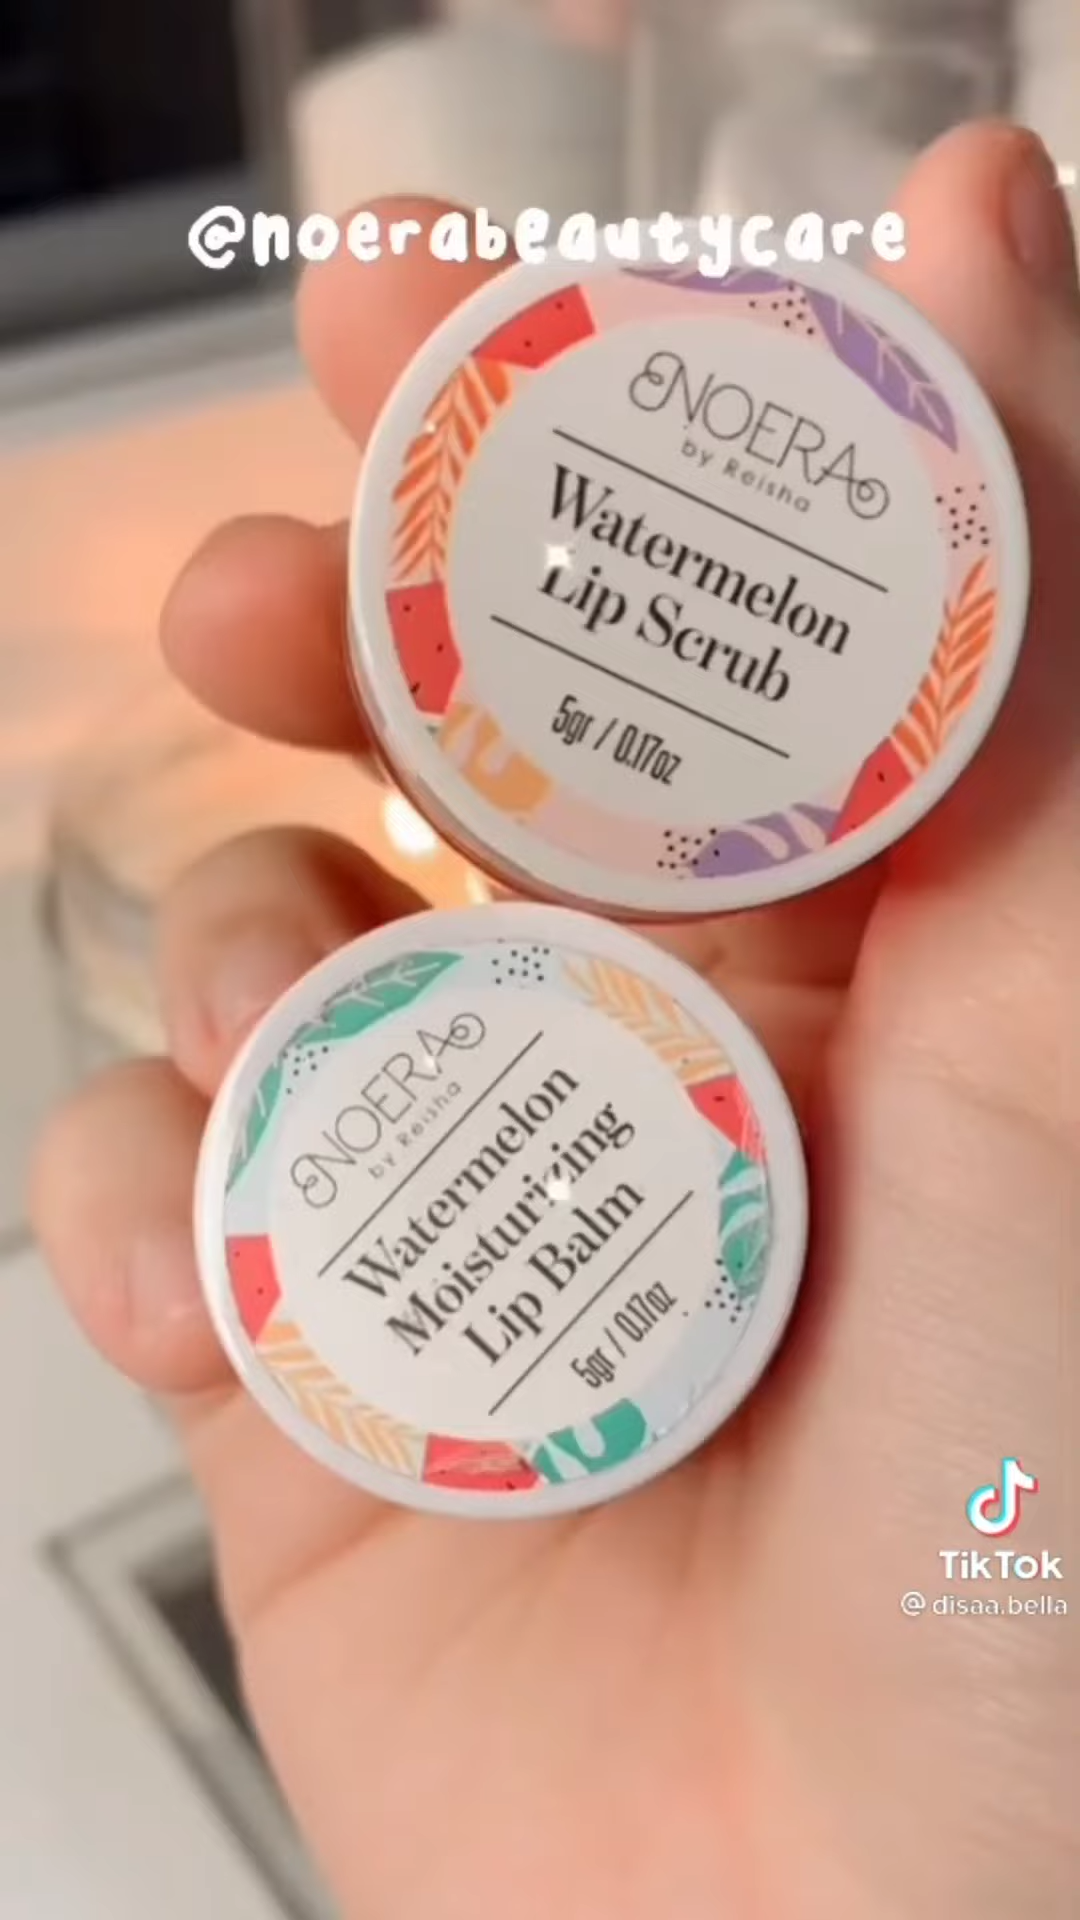 @noerabeautycare
NOERA
by Reisha
Watermelon
Lip Scrub
5gr / 0.17oz
NOERA
by Reisha
Watermelon
Moisturizing
Lip Balm
5gr / 0.17oz
TikTok
@disaa.bella